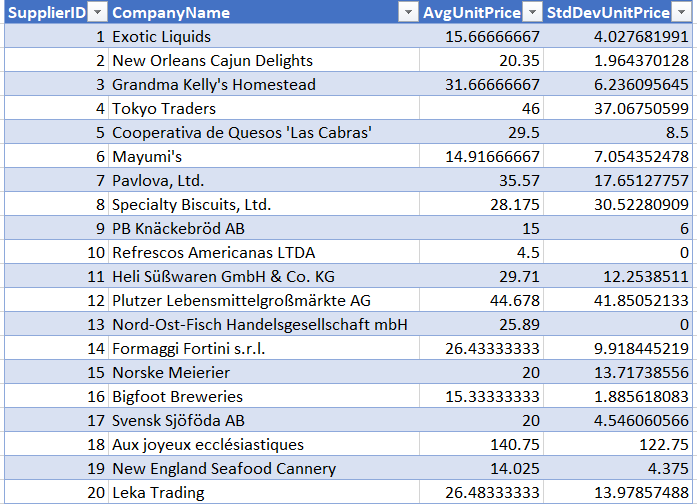 SupplierID CompanyName AvgUnitPrice StdDevUnitPrice
1 Exotic Liquids 15.66666667 4.027681991
2 New Orleans Cajun Delights 20.35 1.964370128
3 Grandma Kelly's Homestead 31.66666667 6.236095645
4 Tokyo Traders 46 37.06750599
5 Cooperativa de Quesos 'Las Cabras' 29.5 8.5
6 Mayumi's 14.91666667 7.054352478
7 Pavlova, Ltd. 35.57 17.65127757
8 Specialty Biscuits, Ltd. 28.175 30.52280909
9 PB Knäckebröd AB 15 6
10 Refrescos Americanas LTDA 4.5 0
11 Heli Süßwaren GmbH & Co. KG 29.71 12.2538511
12 Plutzer Lebensmittelgroßmärkte AG 44.678 41.85052133
13 Nord-Ost-Fisch Handelsgesellschaft mbH 25.89 0
14 Formaggi Fortini s.r.l. 26.43333333 9.918445219
15 Norske Meierier 20 13.71738556
16 Bigfoot Breweries 15.33333333 1.885618083
17 Svensk Sjöföda AB 20 4.546060566
18 Aux joyeux ecclésiastiques 140.75 122.75
19 New England Seafood Cannery 14.025 4.375
20 Leka Trading 26.48333333 13.97857488